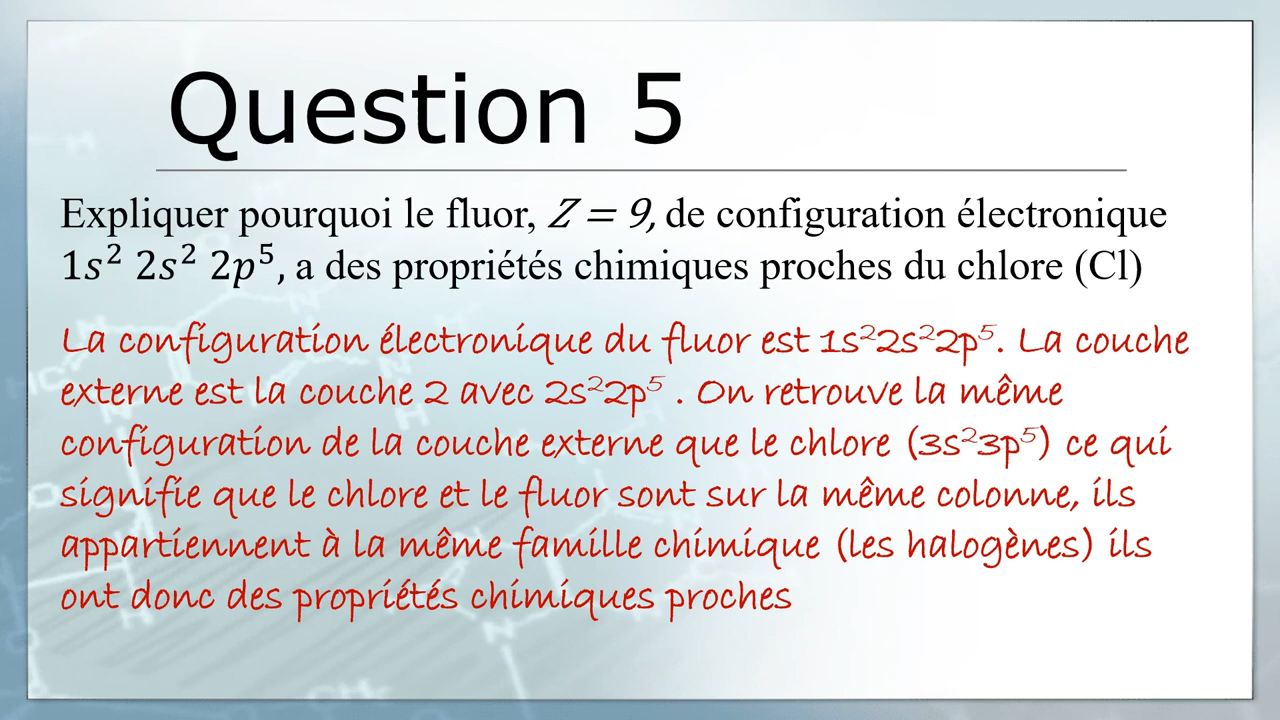 Question 5
Expliquer pourquoi le fluor, Z = 9, de configuration électronique
1s² 2s² 2p⁵, a des propriétés chimiques proches du chlore (Cl)
La configuration électronique du fluor est 1s²2s²2p⁵. La couche
externe est la couche 2 avec 2s²2p⁵ . On retrouve la même
configuration de la couche externe que le chlore (3s²3p⁵) ce qui
signifie que le chlore et le fluor sont sur la même colonne, ils
appartiennent à la même famille chimique (les halogènes) ils
ont donc des propriétés chimiques proches